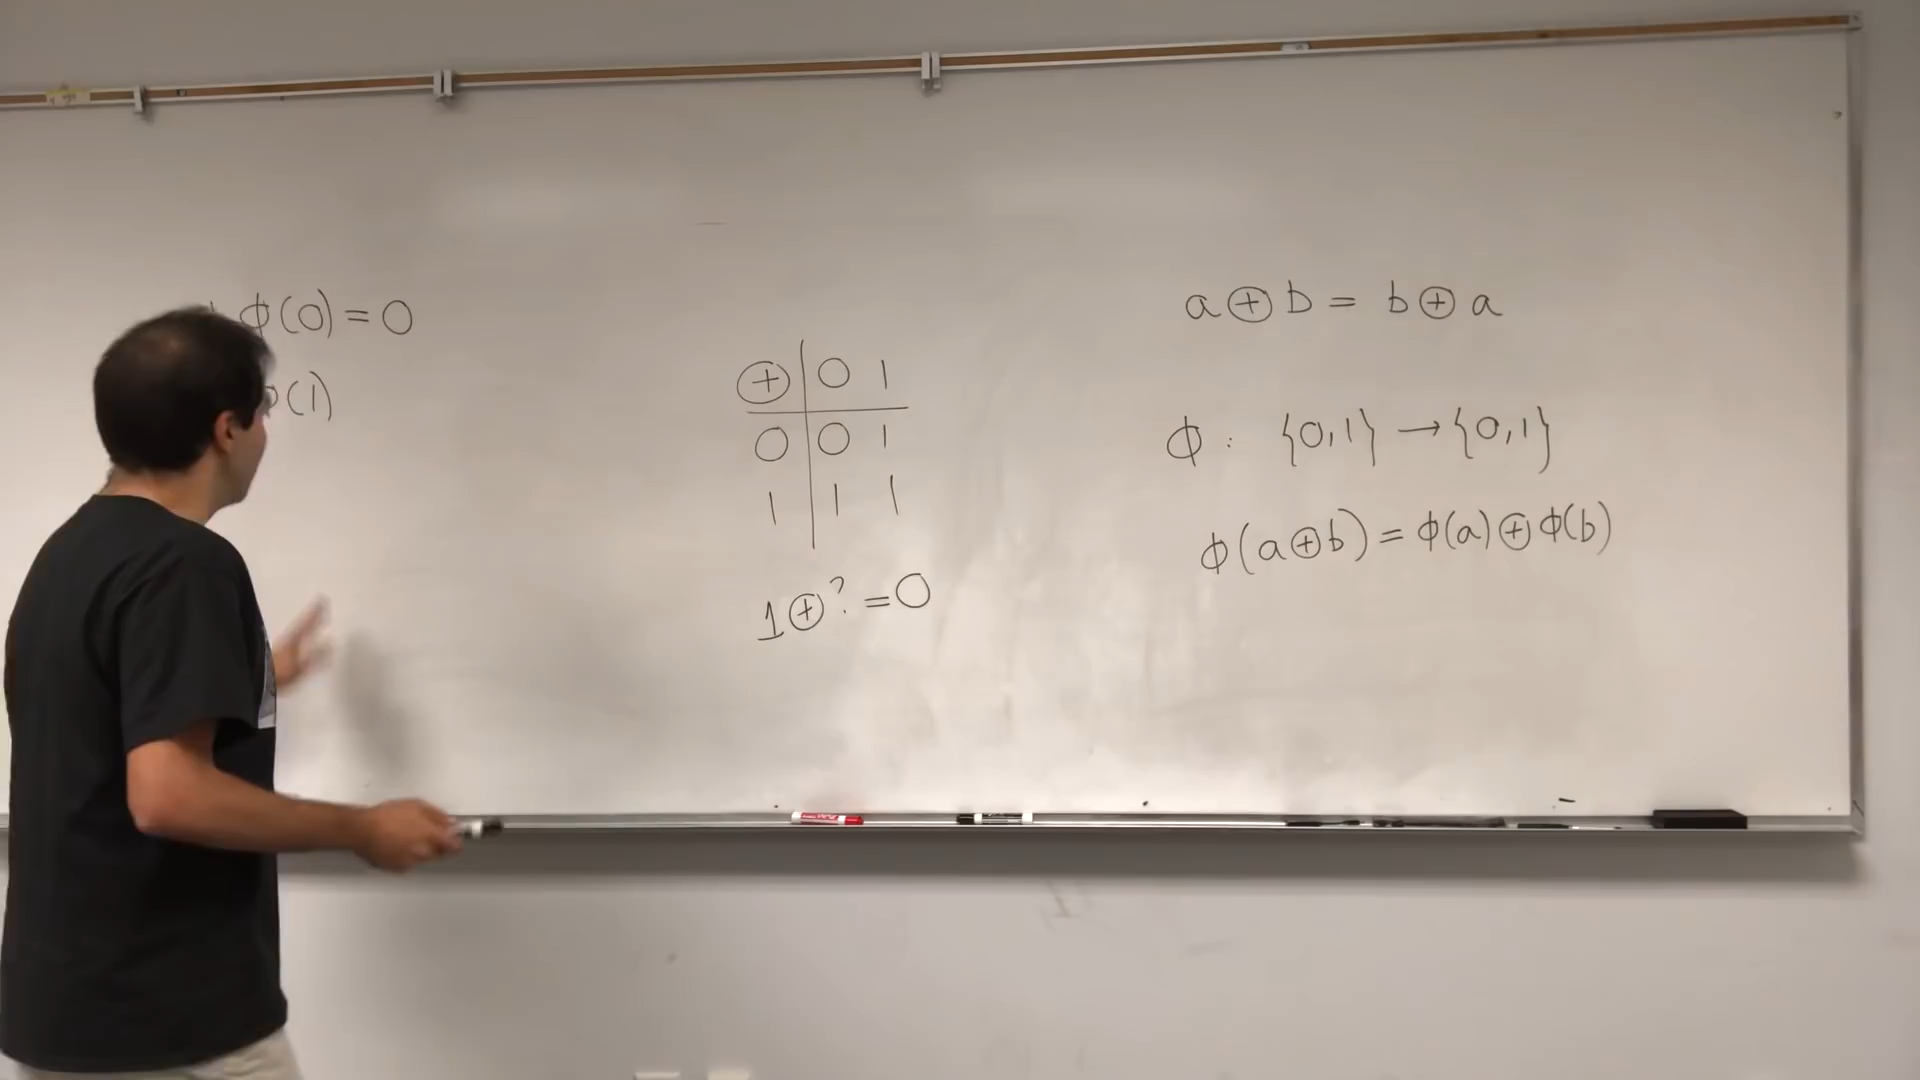 ϕ(0) = 0
(1)
⊕ | 0 1
0 | 0 1
1 | 1 1
1 ⊕ ? = 0
a ⊕ b = b ⊕ a
ϕ : {0,1} → {0,1}
ϕ(a⊕b) = ϕ(a)⊕ϕ(b)